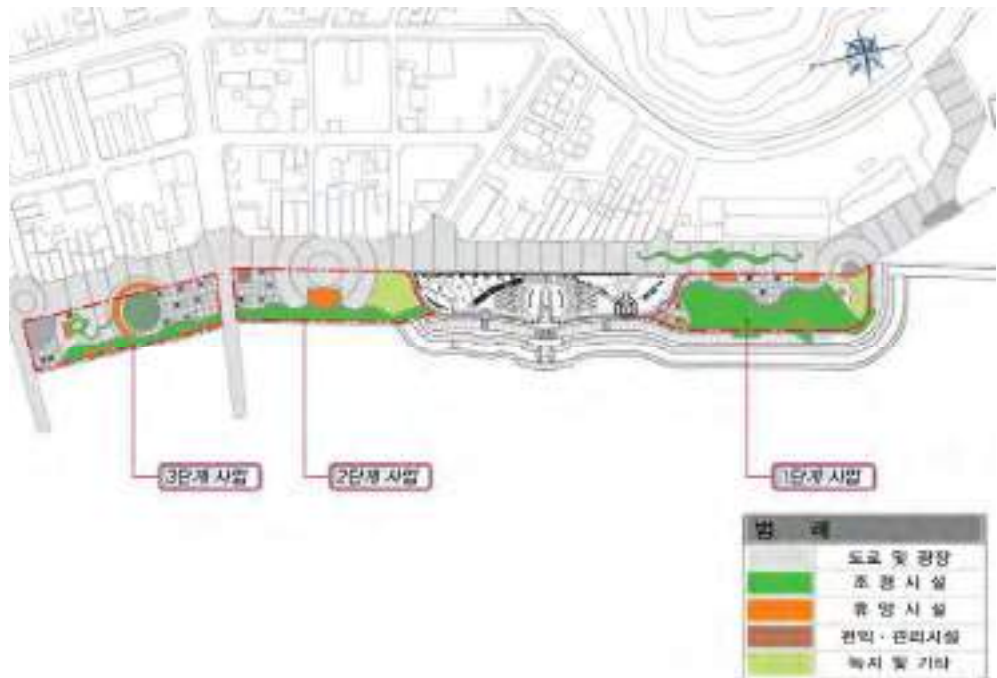 3단계 사업
2단계 사업
1단계 사업
범 례
도로 및 광장
조 경 시 설
휴 양 시 설
편익 · 관리시설
녹지 및 기타